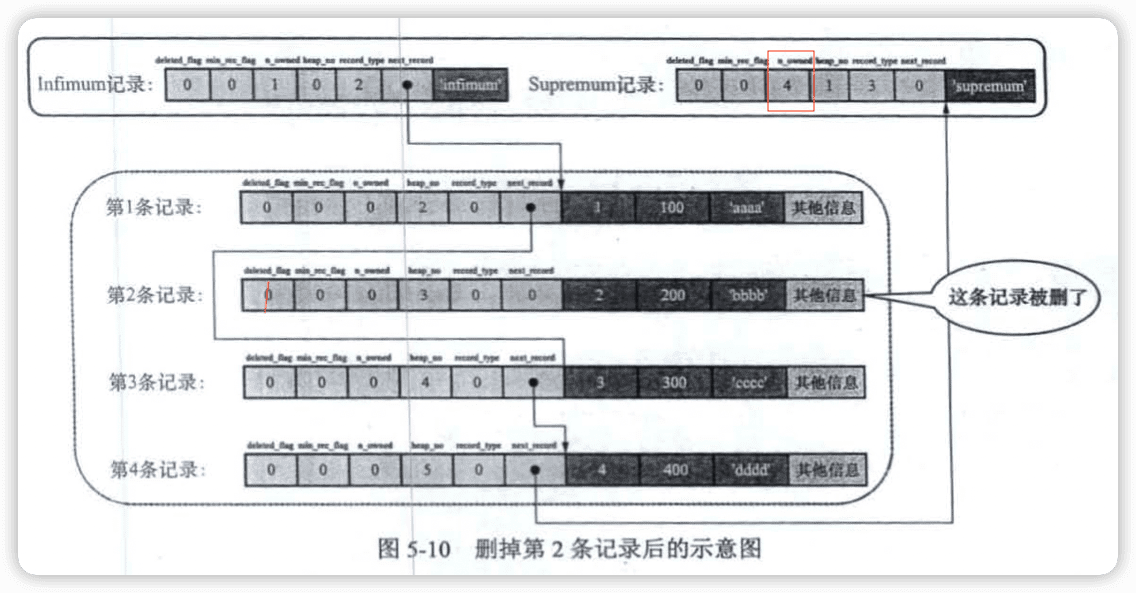 deleted_flag min_rec_flag n_owned heap_no record_type next_record
Infimum记录： 0 0 1 0 2 'infimum'
deleted_flag min_rec_flag n_owned heap_no record_type next_record
Supremum记录： 0 0 4 1 3 0 'supremum'
deleted_flag min_rec_flag n_owned heap_no record_type next_record
第1条记录： 0 0 0 2 0 1 100 'aaaa' 其他信息
deleted_flag min_rec_flag n_owned heap_no record_type next_record
第2条记录： 0 0 0 3 0 0 2 200 'bbbb' 其他信息
这条记录被删了
deleted_flag min_rec_flag n_owned heap_no record_type next_record
第3条记录： 0 0 0 4 0 3 300 'cccc' 其他信息
deleted_flag min_rec_flag n_owned heap_no record_type next_record
第4条记录： 0 0 0 5 0 4 400 'dddd' 其他信息
图 5-10 删掉第 2 条记录后的示意图